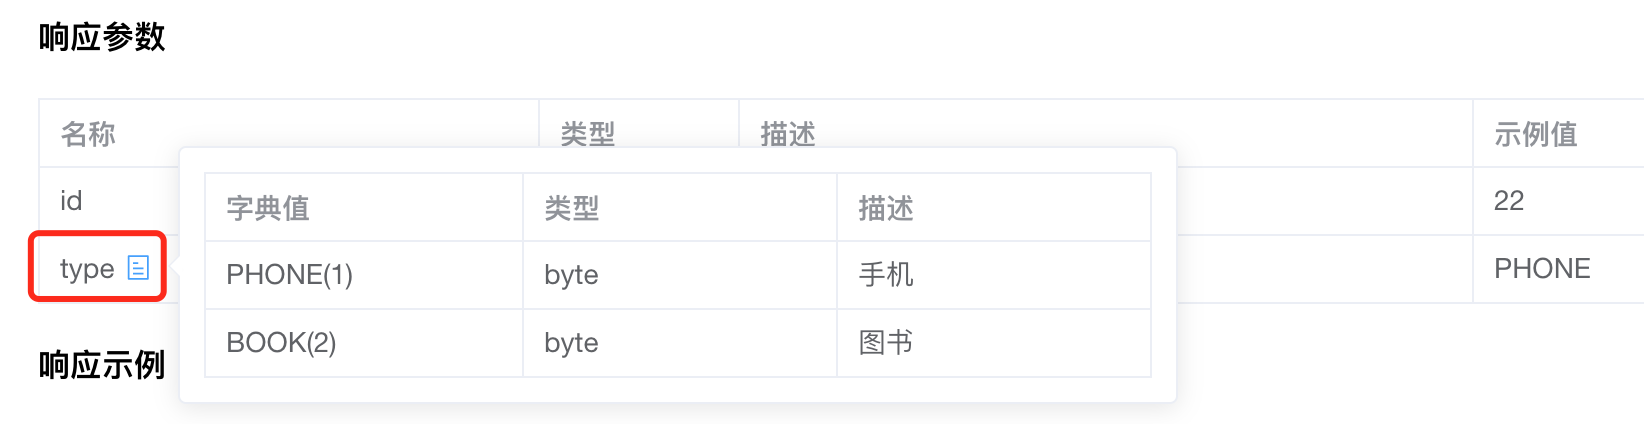 响应参数
名称 类型 描述 示例值
id 22
type PHONE
字典值 类型 描述
PHONE(1) byte 手机
BOOK(2) byte 图书
响应示例